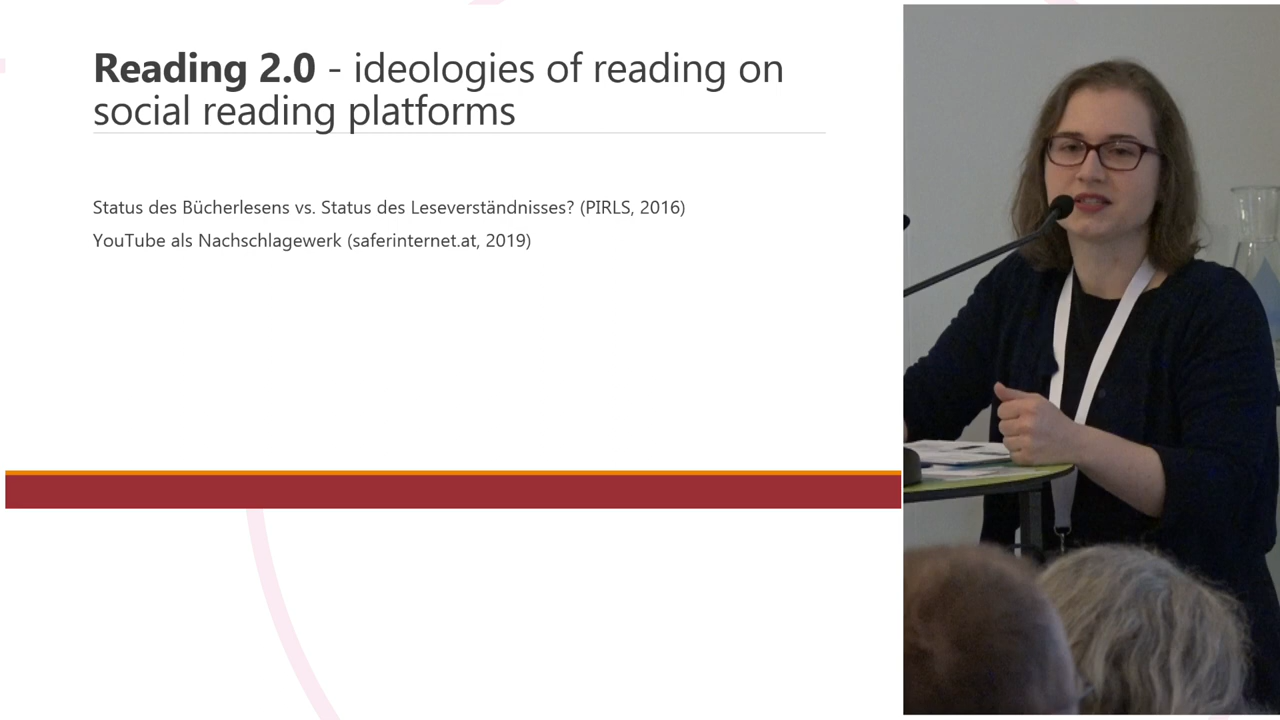 Reading 2.0 - ideologies of reading on
social reading platforms
Status des Bücherlesens vs. Status des Leseverständnisses? (PIRLS, 2016)
YouTube als Nachschlagewerk (saferinternet.at, 2019)